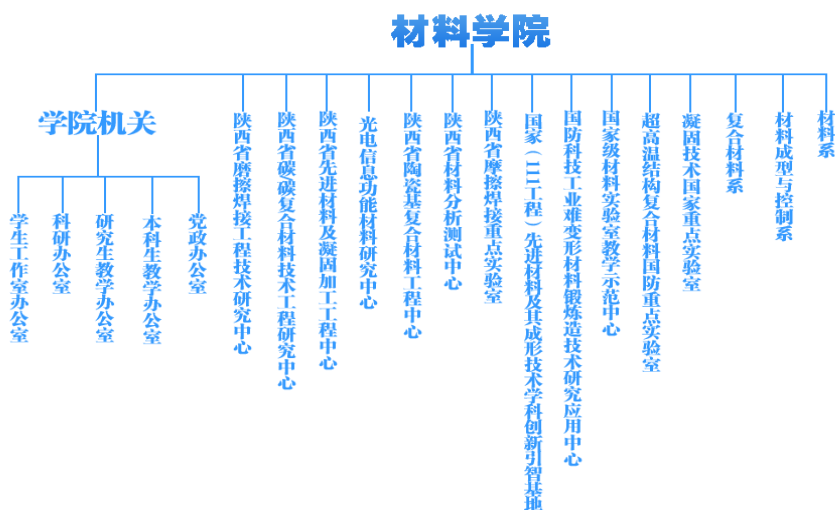 材料学院
学院机关
学生工作室办公室
科研办公室
研究生教学办公室
本科生教学办公室
党政办公室
陕西省磨擦焊接工程技术研究中心
陕西省碳/碳复合材料技术工程研究中心
陕西省先进材料及凝固加工工程中心
光电信息功能材料研究中心
陕西省陶瓷基复合材料工程中心
陕西省材料分析测试中心
陕西省摩擦焊接重点实验室
国家（111工程）先进材料及其成形技术学科创新引智基地
国防科技工业难变形材料锻炼造技术研究应用中心
国家级材料实验室教学示范中心
超高温结构复合材料国防重点实验室
凝固技术国家重点实验室
复合材料系
材料成型与控制系
材料系